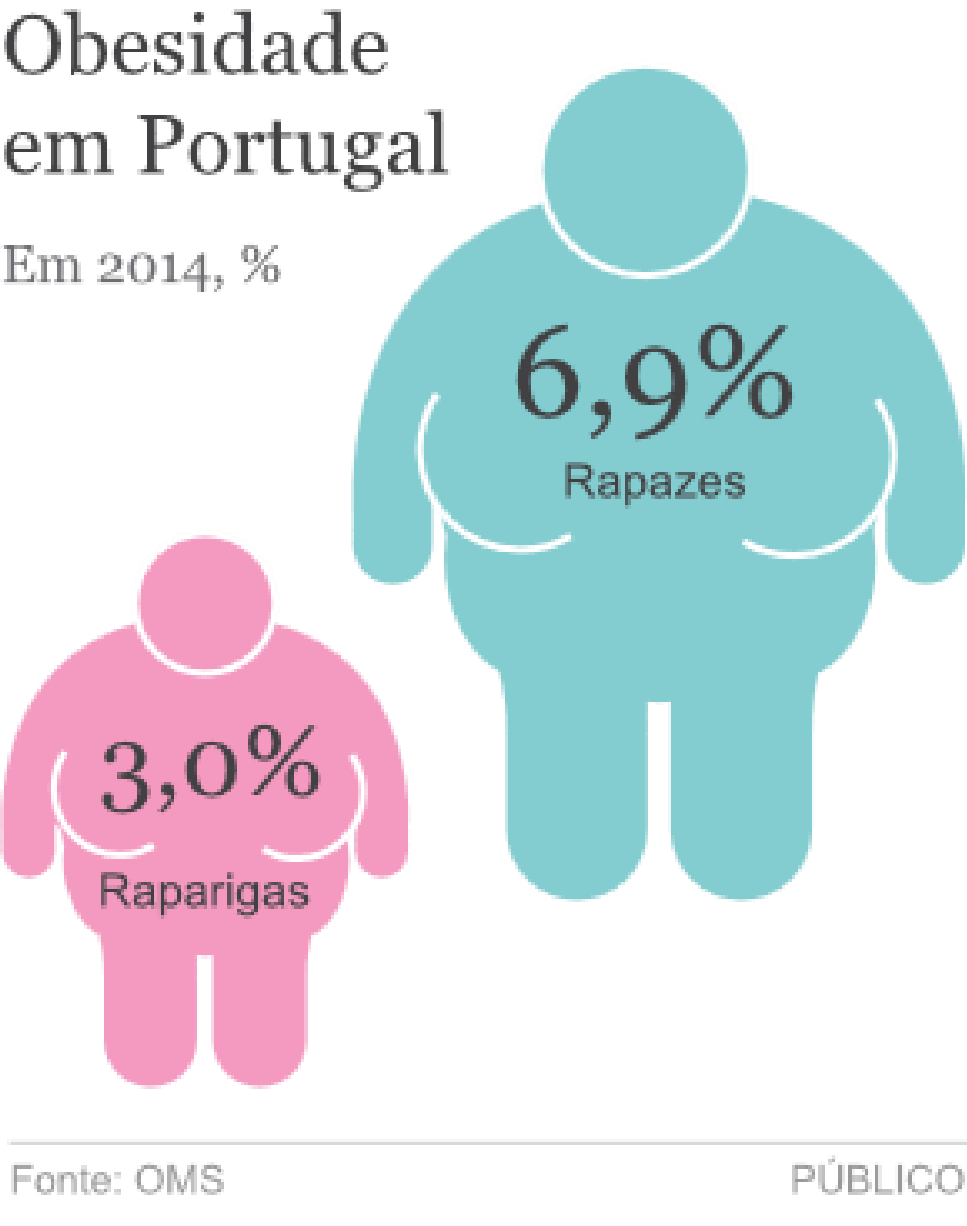 Obesidade
em Portugal
Em 2014, %
6,9%
Rapazes
3,0%
Raparigas
Fonte: OMS
PÚBLICO